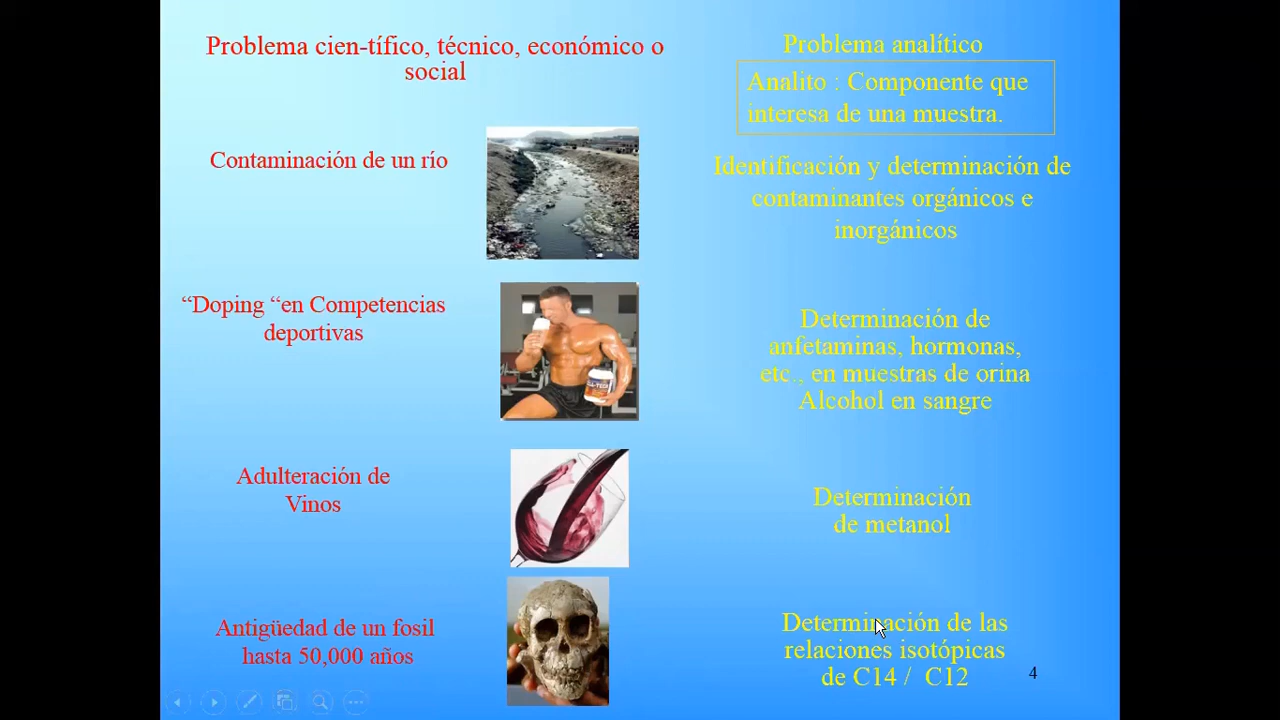 Problema cien-tífico, técnico, económico o
social
Problema analítico
Analito : Componente que
interesa de una muestra.
Contaminación de un río
Identificación y determinación de
contaminantes orgánicos e
inorgánicos
“Doping “en Competencias
deportivas
Determinación de
anfetaminas, hormonas,
etc., en muestras de orina
Alcohol en sangre
Adulteración de
Vinos
Determinación
de metanol
Antigüedad de un fosil
hasta 50,000 años
Determinación de las
relaciones isotópicas
de C14 / C12
4